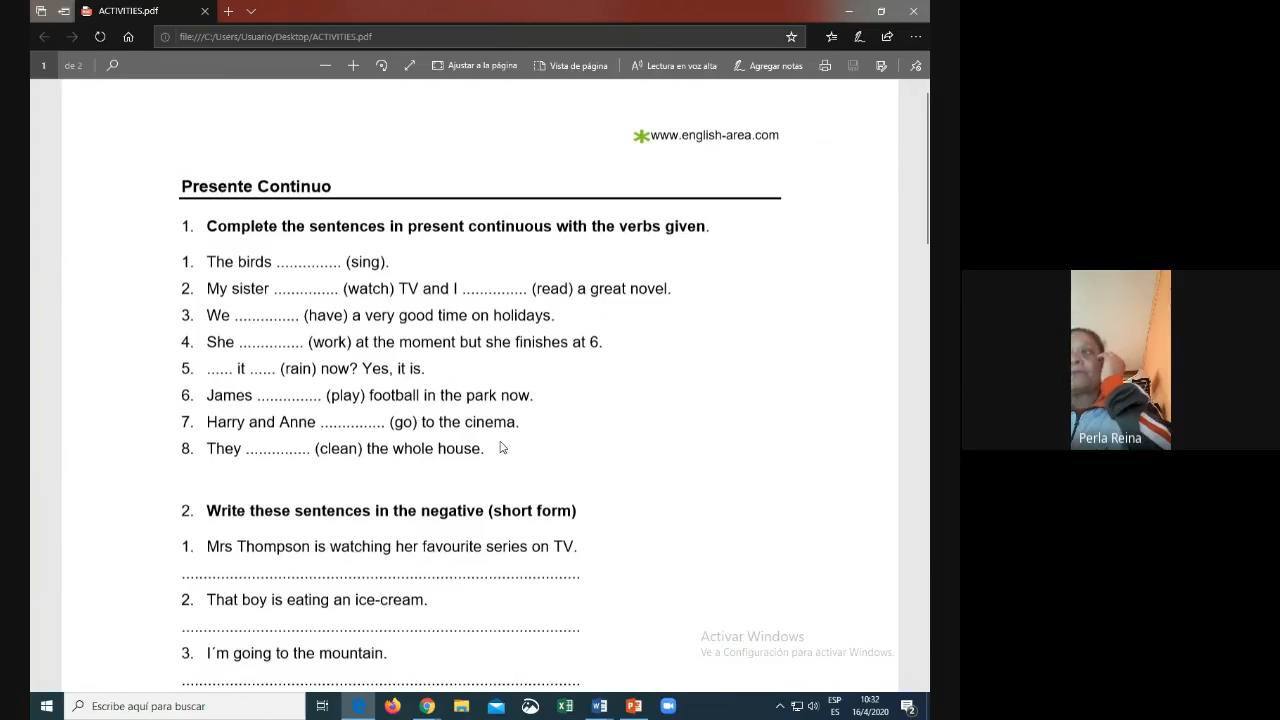 ACTIVITIES.pdf
file:///C:/Users/Usuario/Desktop/ACTIVITIES.pdf
1 de 2 Ajustar a la página Vista de página Lectura en voz alta Agregar notas
www.english-area.com
Presente Continuo
1. Complete the sentences in present continuous with the verbs given.
1. The birds ............... (sing).
2. My sister ............... (watch) TV and I ............... (read) a great novel.
3. We ............... (have) a very good time on holidays.
4. She ............... (work) at the moment but she finishes at 6.
5. ...... it ...... (rain) now? Yes, it is.
6. James ............... (play) football in the park now.
7. Harry and Anne ............... (go) to the cinema.
8. They ............... (clean) the whole house.
2. Write these sentences in the negative (short form)
1. Mrs Thompson is watching her favourite series on TV.
...........................................................................................
2. That boy is eating an ice-cream.
...........................................................................................
3. I´m going to the mountain.
...........................................................................................
Activar Windows
Ve a Configuración para activar Windows.
Perla Reina
Escribe aquí para buscar
ESP 10:32
ES 16/4/2020 2